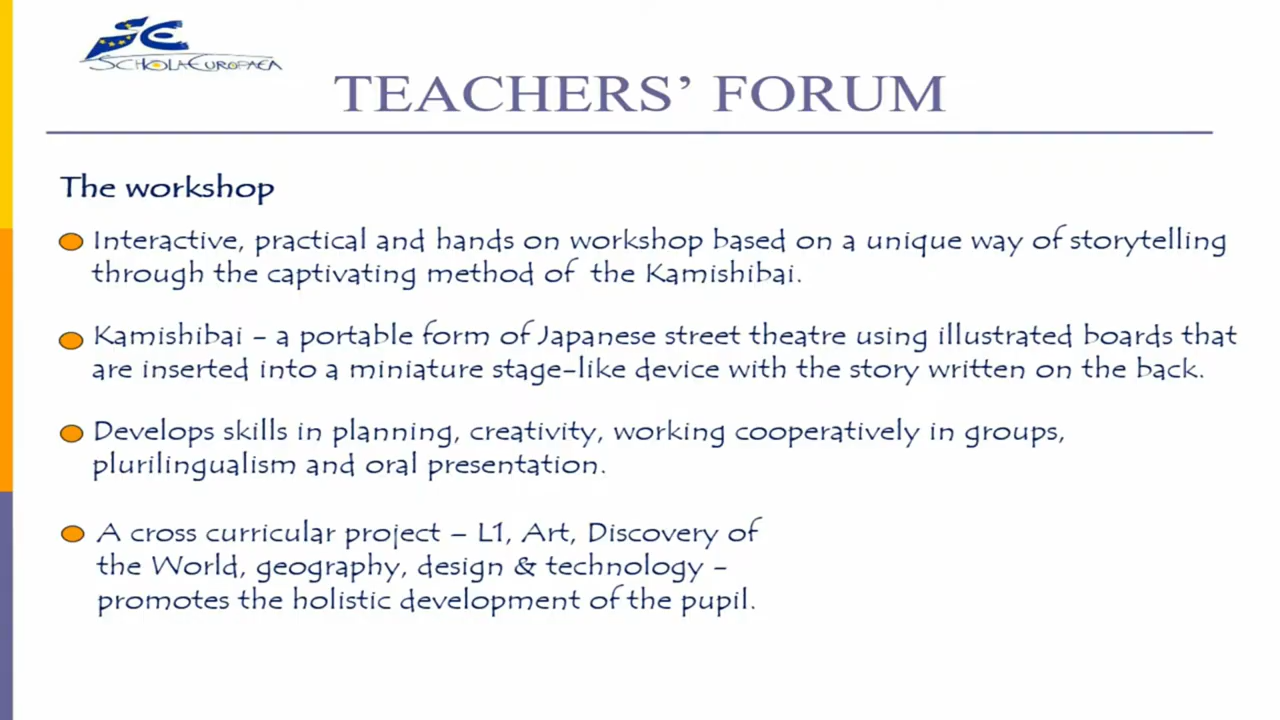 SCHOLA EUROPAEA
TEACHERS’ FORUM
The workshop
Interactive, practical and hands on workshop based on a unique way of storytelling
through the captivating method of the Kamishibai.
Kamishibai - a portable form of Japanese street theatre using illustrated boards that
are inserted into a miniature stage-like device with the story written on the back.
Develops skills in planning, creativity, working cooperatively in groups,
plurilingualism and oral presentation.
A cross curricular project – L1, Art, Discovery of
the World, geography, design & technology -
promotes the holistic development of the pupil.